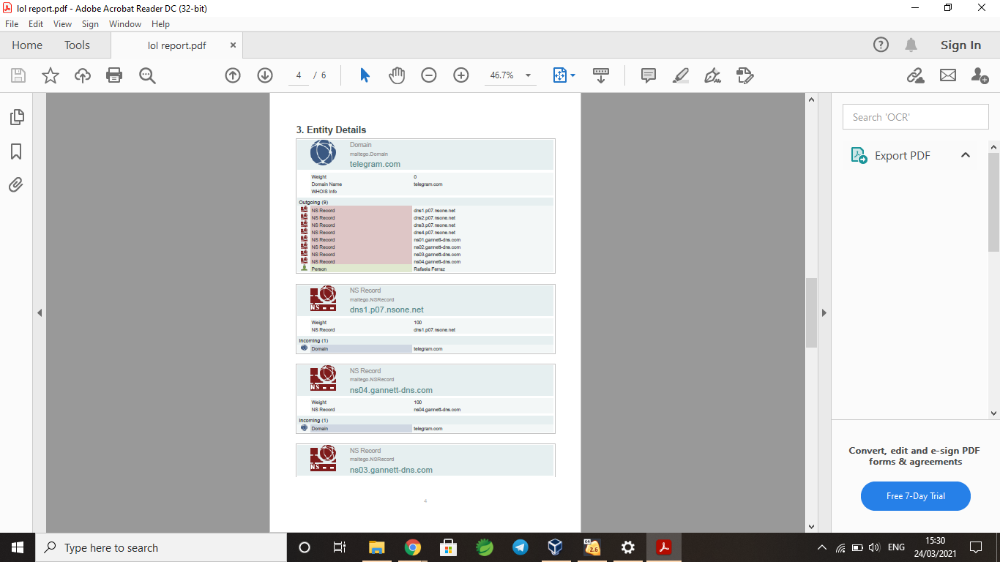 lol report.pdf - Adobe Acrobat Reader DC (32-bit)
File Edit View Sign Window Help
Home Tools lol report.pdf × Sign In
4 / 6 46.7%
3. Entity Details
Domain
maltego.Domain
telegram.com
Weight 0
Domain Name telegram.com
WHOIS Info
Outgoing (9)
NS Record dns1.p07.nsone.net
NS Record dns2.p07.nsone.net
NS Record dns3.p07.nsone.net
NS Record dns4.p07.nsone.net
NS Record ns01.gannett-dns.com
NS Record ns02.gannett-dns.com
NS Record ns03.gannett-dns.com
NS Record ns04.gannett-dns.com
Person Rafaela Ferraz
NS
NS Record
maltego.NSRecord
dns1.p07.nsone.net
Weight 100
NS Record dns1.p07.nsone.net
Incoming (1)
Domain telegram.com
NS
NS Record
maltego.NSRecord
ns04.gannett-dns.com
Weight 100
NS Record ns04.gannett-dns.com
Incoming (1)
Domain telegram.com
NS
NS Record
maltego.NSRecord
ns03.gannett-dns.com
4
Search 'OCR'
Export PDF
Convert, edit and e-sign PDF
forms & agreements
Free 7-Day Trial
Type here to search
64
2.6
ENG
15:30
24/03/2021